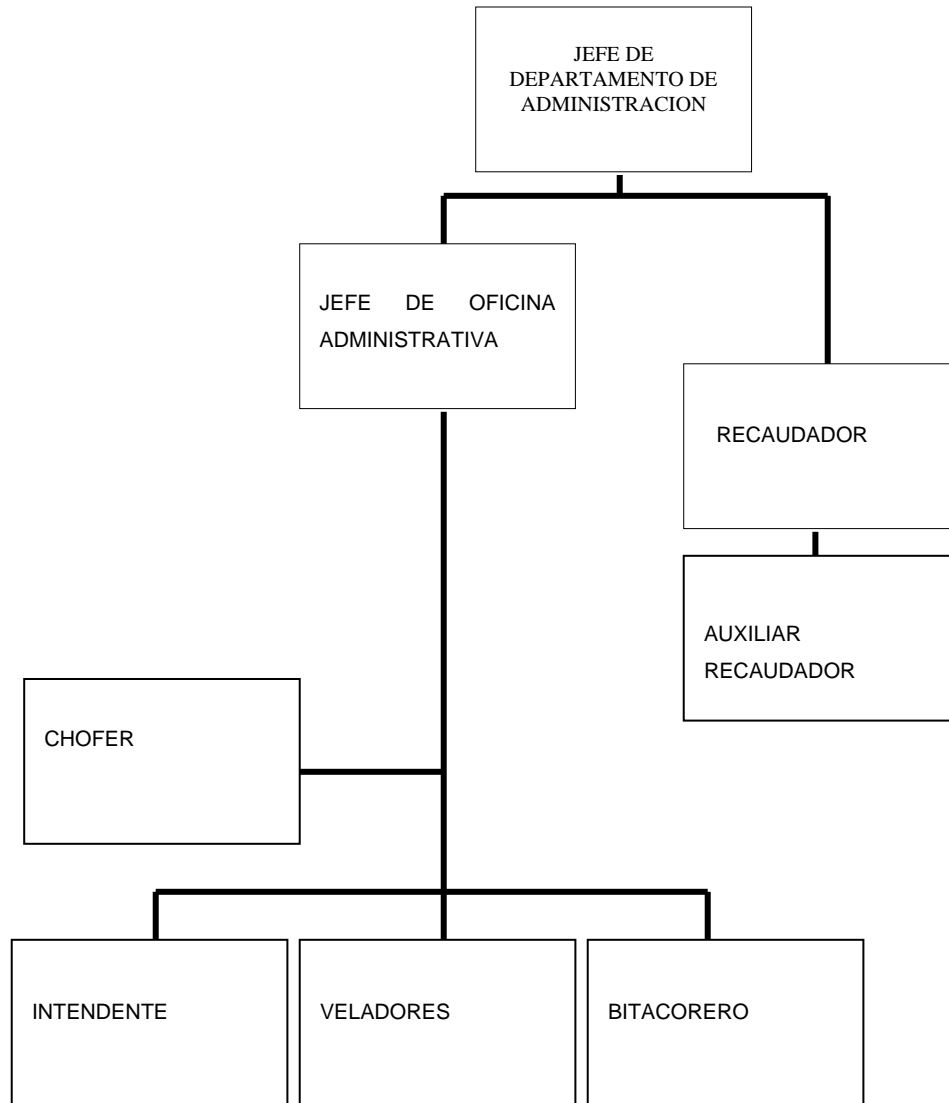 JEFE DE
DEPARTAMENTO DE
ADMINISTRACION
JEFE DE OFICINA
ADMINISTRATIVA
RECAUDADOR
AUXILIAR
RECAUDADOR
CHOFER
INTENDENTE
VELADORES
BITACORERO